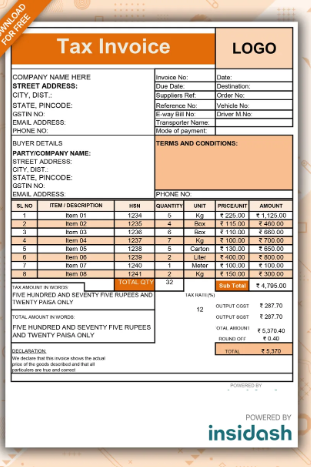 DOWNLOAD
FOR FREE
Tax Invoice
LOGO
COMPANY NAME HERE
STREET ADDRESS:
CITY, DIST.:
STATE, PINCODE:
GSTIN NO:
EMAIL ADDRESS:
PHONE NO:
Invoice No: Date:
Due Date: Destination:
Suppliers Ref: Order No:
Reference No: Vehicle No:
E-way Bill No: Driver M.No
Transporter Name:
Mode of payment:
BUYER DETAILS
PARTY/COMPANY NAME:
STREET ADDRESS:
CITY, DIST.:
STATE, PINCODE:
GSTIN NO:
EMAIL ADDRESS:
PHONE NO:
TERMS AND CONDITIONS:
SL NO ITEM / DESCRIPTION HSN QUANTITY UNIT PRICE/UNIT AMOUNT
1 Item 01 1234 5 Kg ₹ 225.00 ₹ 1,125.00
2 Item 02 1235 4 Box ₹ 115.00 ₹ 460.00
3 Item 03 1236 6 Box ₹ 110.00 ₹ 660.00
4 Item 04 1237 7 Kg ₹ 100.00 ₹ 700.00
5 Item 05 1238 5 Carton ₹ 130.00 ₹ 650.00
6 Item 06 1239 2 Liter ₹ 400.00 ₹ 800.00
7 Item 07 1240 1 Meter ₹ 100.00 ₹ 100.00
8 Item 08 1241 2 Kg ₹ 150.00 ₹ 300.00
TOTAL QTY 32
Sub Total ₹ 4,795.00
TAX AMOUNT IN WORDS
FIVE HUNDRED AND SEVENTY FIVE RUPEES AND
TWENTY PAISA ONLY
TAX RATE(%)
12
OUTPUT CGST ₹ 287.70
OUTPUT SGST ₹ 287.70
TOTAL AMOUNT IN WORDS:
FIVE HUNDRED AND SEVENTY FIVE RUPEES
AND TWENTY PAISA ONLY
OTAL AMOUNT ₹ 5,370.40
ROUND OFF ₹ 0.40
TOTAL ₹ 5,370
DECLARATION:
We declare that this invoice shows the actual
price of the goods described and that all
particulars are true and correct
POWERED BY
POWERED BY
insidash